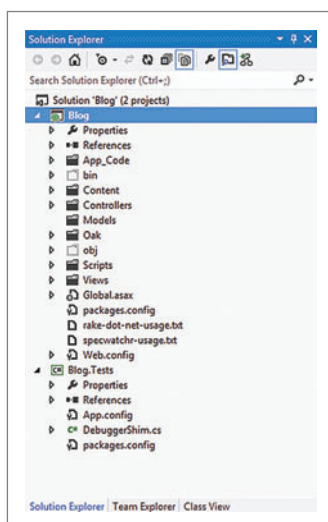 Solution Explorer
Search Solution Explorer (Ctrl+;)
Solution 'Blog' (2 projects)
Blog
Properties
References
App_Code
bin
Content
Controllers
Models
Oak
obj
Scripts
Views
Global.asax
packages.config
rake-dot-net-usage.txt
specwatchr-usage.txt
Web.config
C# Blog.Tests
Properties
References
App.config
C# DebuggerShim.cs
packages.config
Solution Explorer Team Explorer Class View